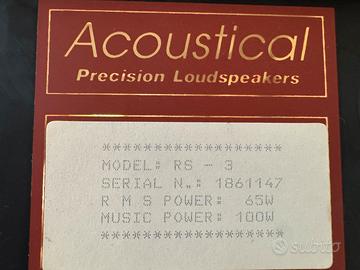 Acoustical
Precision Loudspeakers
******************
MODEL: RS - 3
SERIAL N.: 1861147
R M S POWER: 65W
MUSIC POWER: 100W
******************
subito